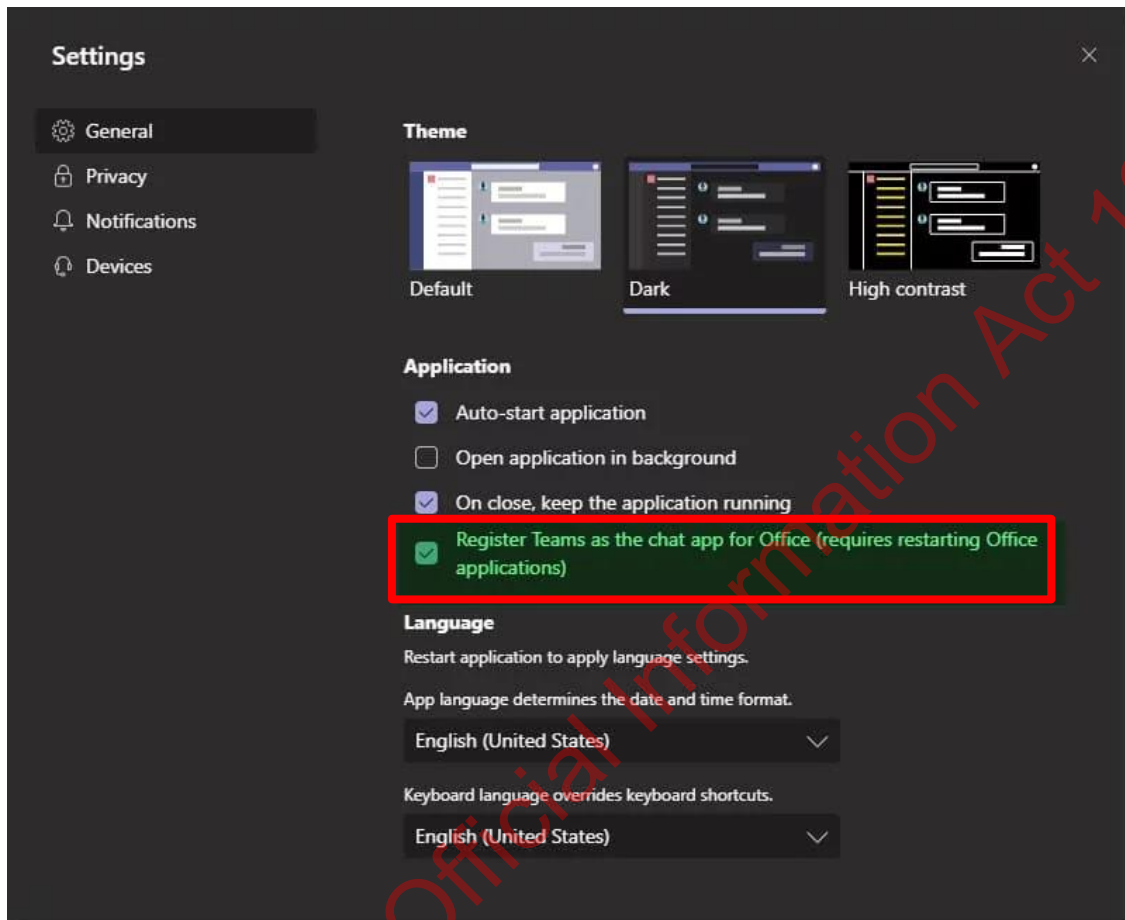 Settings
General
Privacy
Notifications
Devices
Theme
Default
Dark
High contrast
Application
Auto-start application
Open application in background
On close, keep the application running
Register Teams as the chat app for Office (requires restarting Office
applications)
Language
Restart application to apply language settings.
App language determines the date and time format.
English (United States)
Keyboard language overrides keyboard shortcuts.
English (United States)
Official Information Act